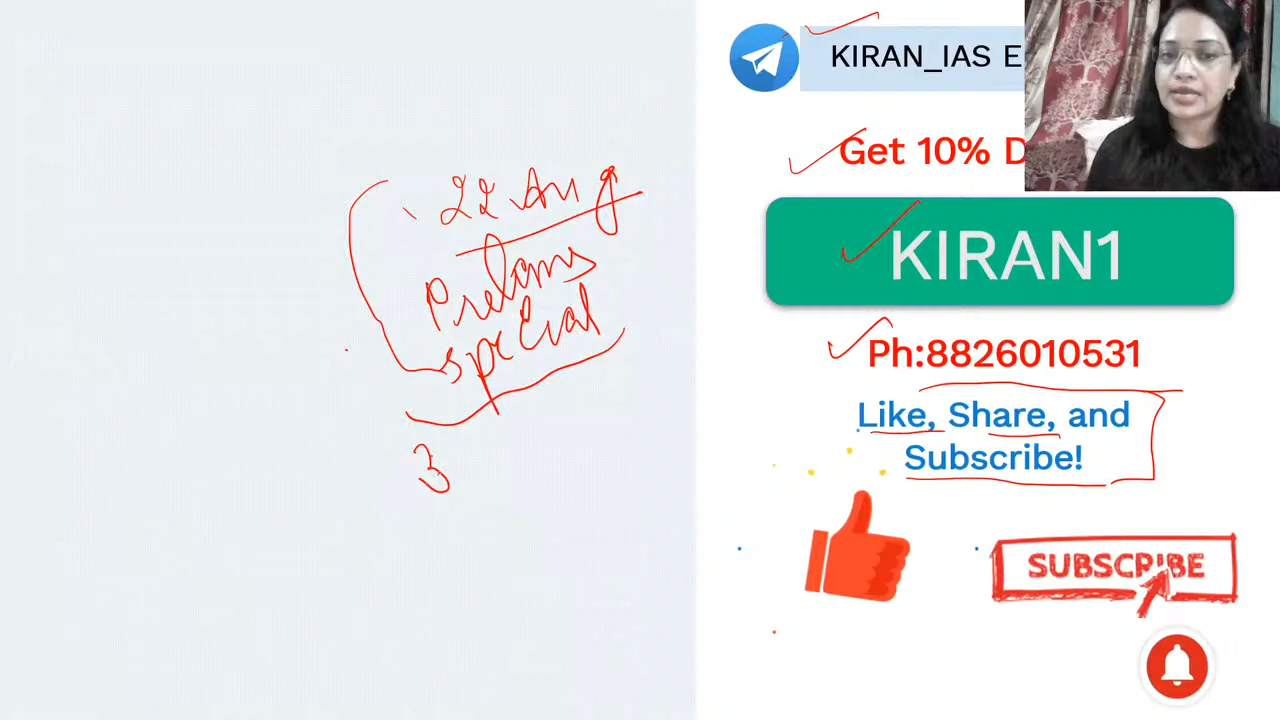 KIRAN_IAS E
Get 10% D
KIRAN1
Ph:8826010531
Like, Share, and
Subscribe!
SUBSCRIBE
22 Aug
Prelims
special
3